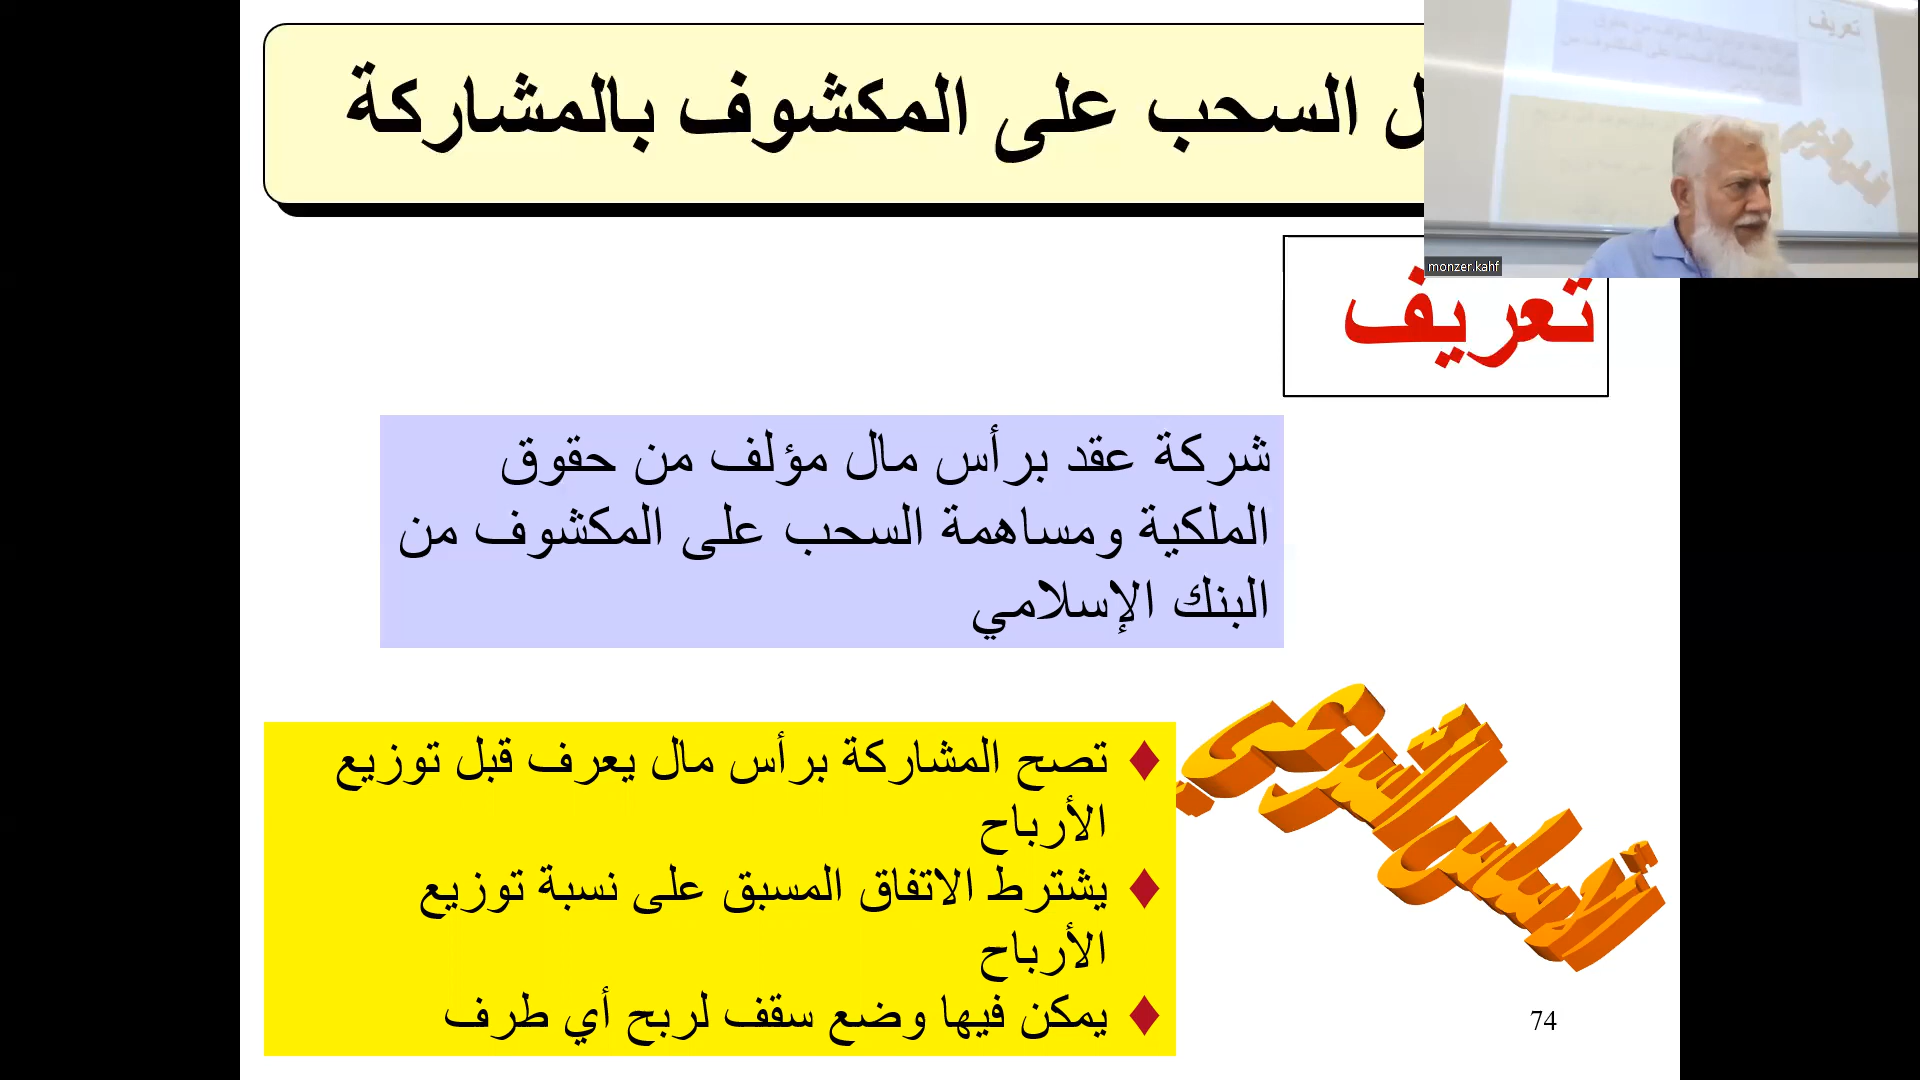 ل السحب على المكشوف بالمشاركة
monzer.kahf
تعريف
شركة عقد برأس مال مؤلف من حقوق
الملكية ومساهمة السحب على المكشوف من
البنك الإسلامي
الأساس الشرعي
♦ تصح المشاركة برأس مال يعرف قبل توزيع
الأرباح
♦ يشترط الاتفاق المسبق على نسبة توزيع
الأرباح
♦ يمكن فيها وضع سقف لربح أي طرف
74